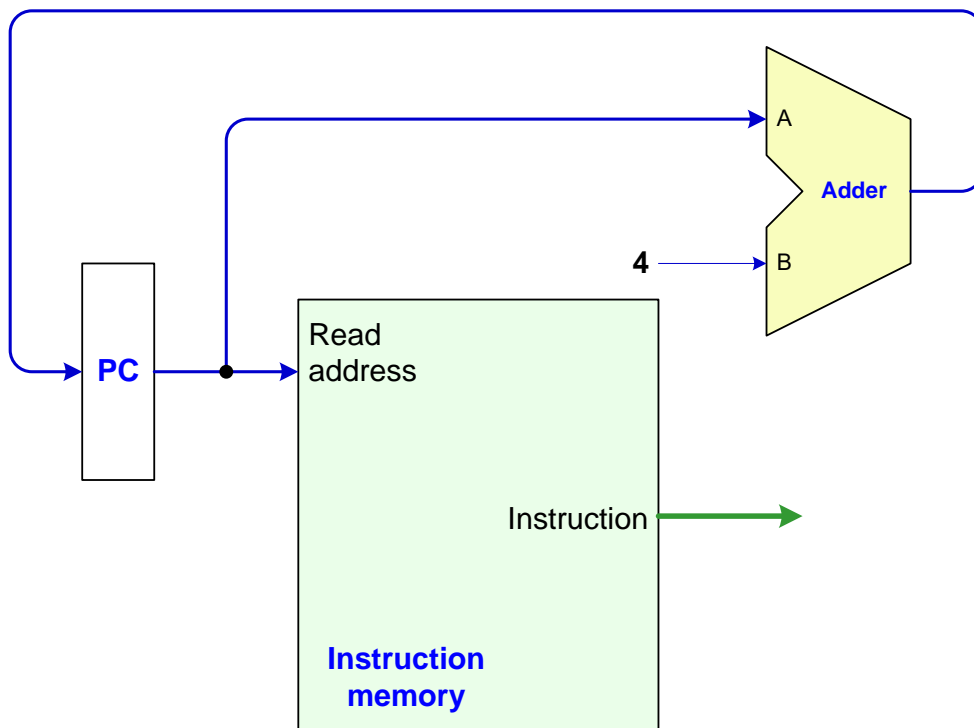 A
Adder
4
B
PC
Read
address
Instruction
Instruction
memory